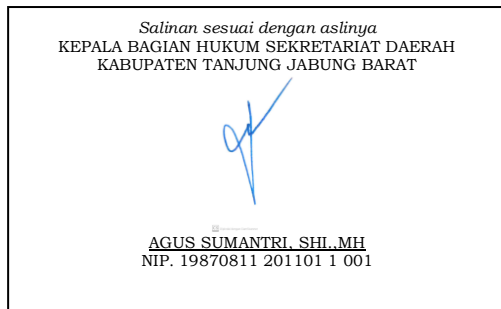 Salinan sesuai dengan aslinya
KEPALA BAGIAN HUKUM SEKRETARIAT DAERAH
KABUPATEN TANJUNG JABUNG BARAT
AGUS SUMANTRI, SHI.,MH
NIP. 19870811 201101 1 001